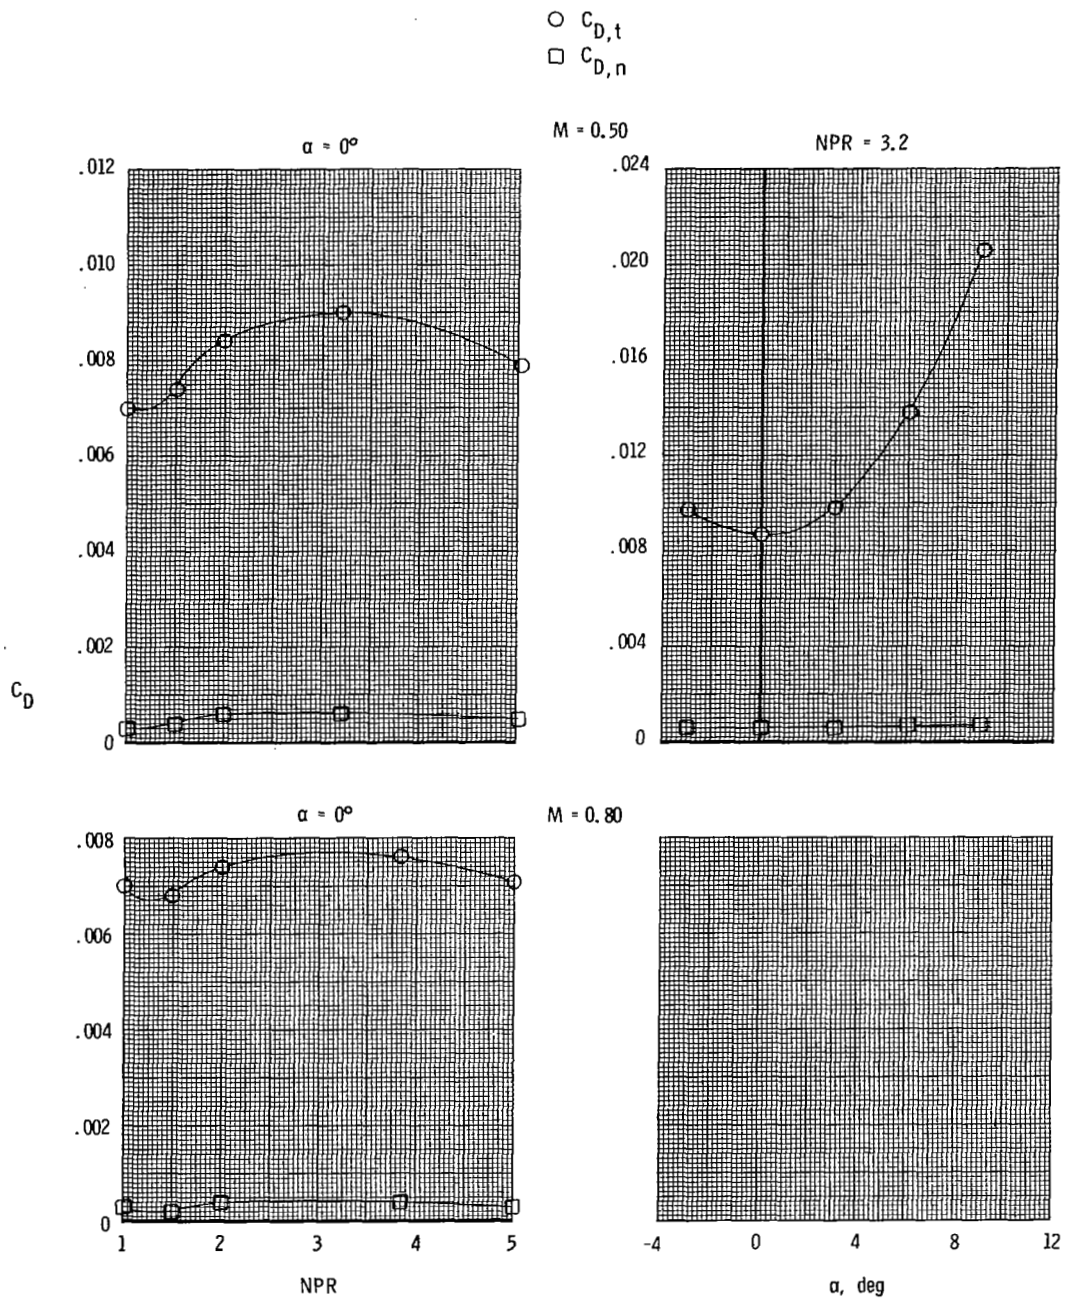 C_D,t
C_D,n
M = 0.50
α = 0°
NPR = 3.2
.012
.010
.008
.006
.004
.002
0
.024
.020
.016
.012
.008
.004
0
C_D
M = 0.80
α = 0°
.008
.006
.004
.002
0
1 2 3 4 5
NPR
-4 0 4 8 12
α, deg